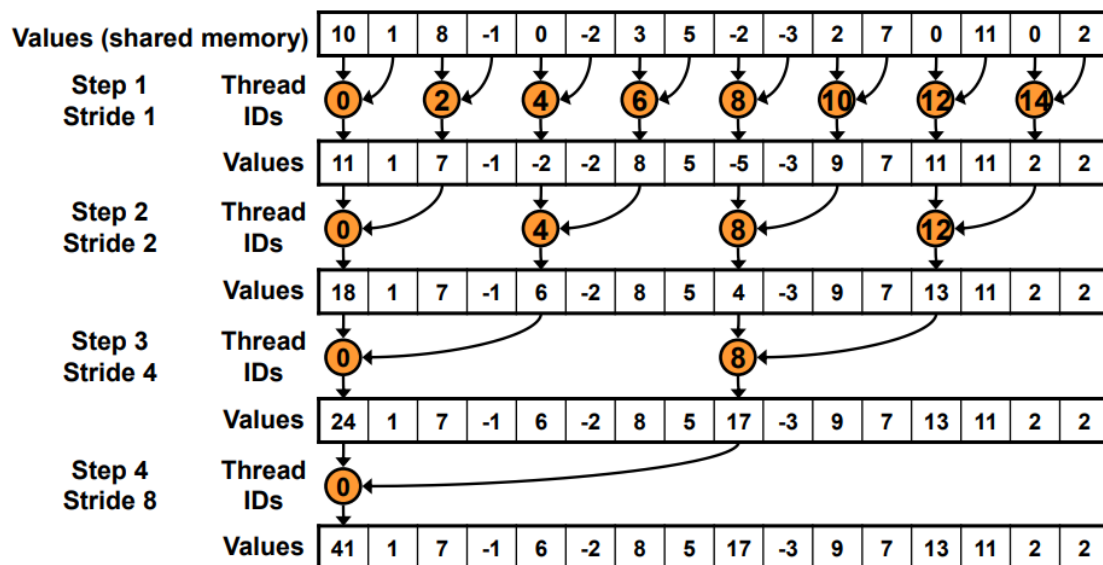 Values (shared memory) 10 1 8 -1 0 -2 3 5 -2 -3 2 7 0 11 0 2
Step 1 Thread 0 2 4 6 8 10 12 14
Stride 1 IDs
Values 11 1 7 -1 -2 -2 8 5 -5 -3 9 7 11 11 2 2
Step 2 Thread 0 4 8 12
Stride 2 IDs
Values 18 1 7 -1 6 -2 8 5 4 -3 9 7 13 11 2 2
Step 3 Thread 0 8
Stride 4 IDs
Values 24 1 7 -1 6 -2 8 5 17 -3 9 7 13 11 2 2
Step 4 Thread 0
Stride 8 IDs
Values 41 1 7 -1 6 -2 8 5 17 -3 9 7 13 11 2 2